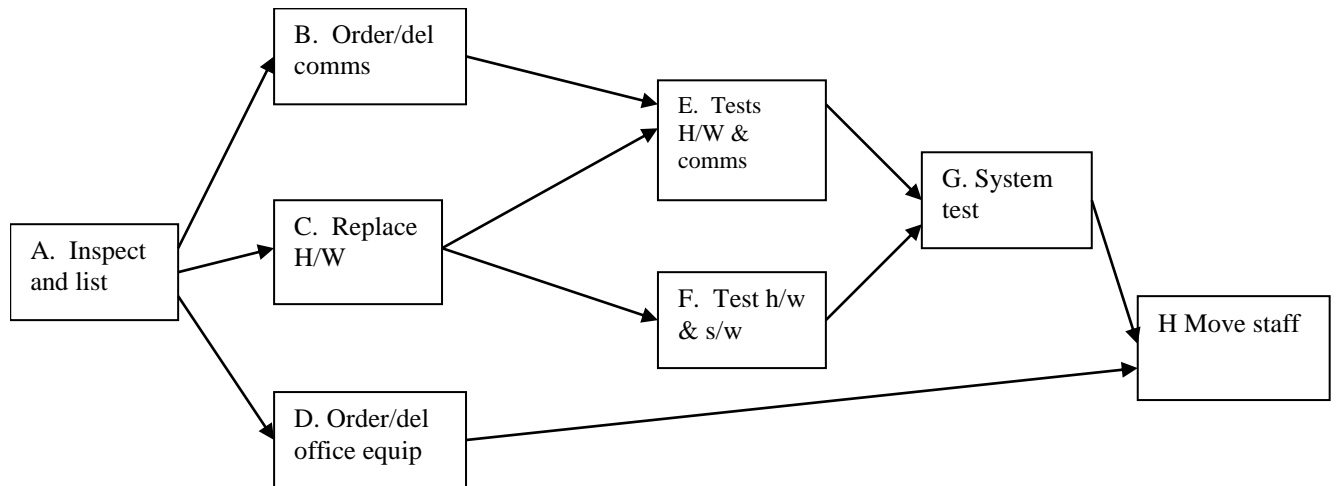 B. Order/del
comms
E. Tests
H/W &
comms
G. System
test
A. Inspect
and list
C. Replace
H/W
F. Test h/w
& s/w
H Move staff
D. Order/del
office equip